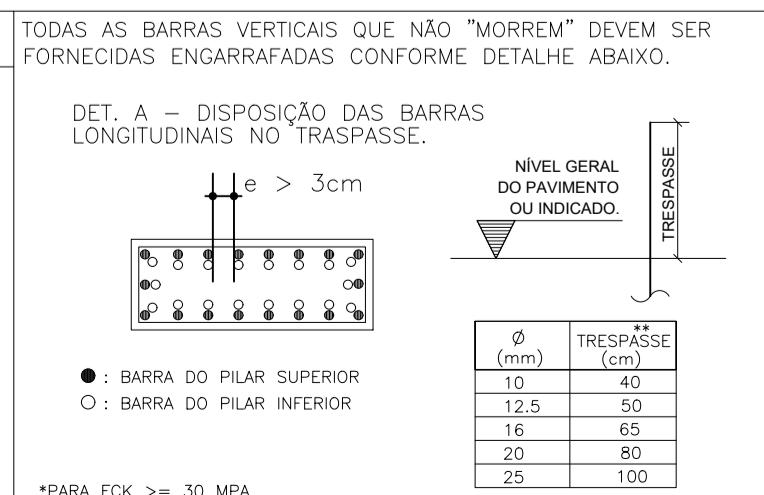 TODAS AS BARRAS VERTICAIS QUE NÃO "MORREM" DEVEM SER
FORNECIDAS ENGARRAFADAS CONFORME DETALHE ABAIXO.
DET. A – DISPOSIÇÃO DAS BARRAS
LONGITUDINAIS NO TRASPASSE.
e > 3cm
NÍVEL GERAL
DO PAVIMENTO
OU INDICADO.
TRESPASSE
: BARRA DO PILAR SUPERIOR
: BARRA DO PILAR INFERIOR
Ø (mm) TRESPASSE** (cm)
10 40
12.5 50
16 65
20 80
25 100
*PARA FCK >= 30 MPA